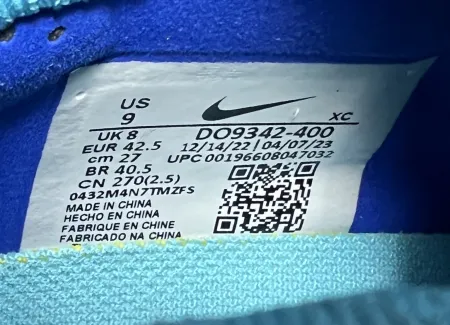 US
9
XC
UK 8
DO9342-400
EUR 42.5
12/14/22 | 04/07/23
cm 27
UPC 00196608047032
BR 40.5
CN 270(2.5)
0432M4N7TMZFS
MADE IN CHINA
HECHO EN CHINA
FABRIQUE EN CHINE
FABRICADO NA CHINA